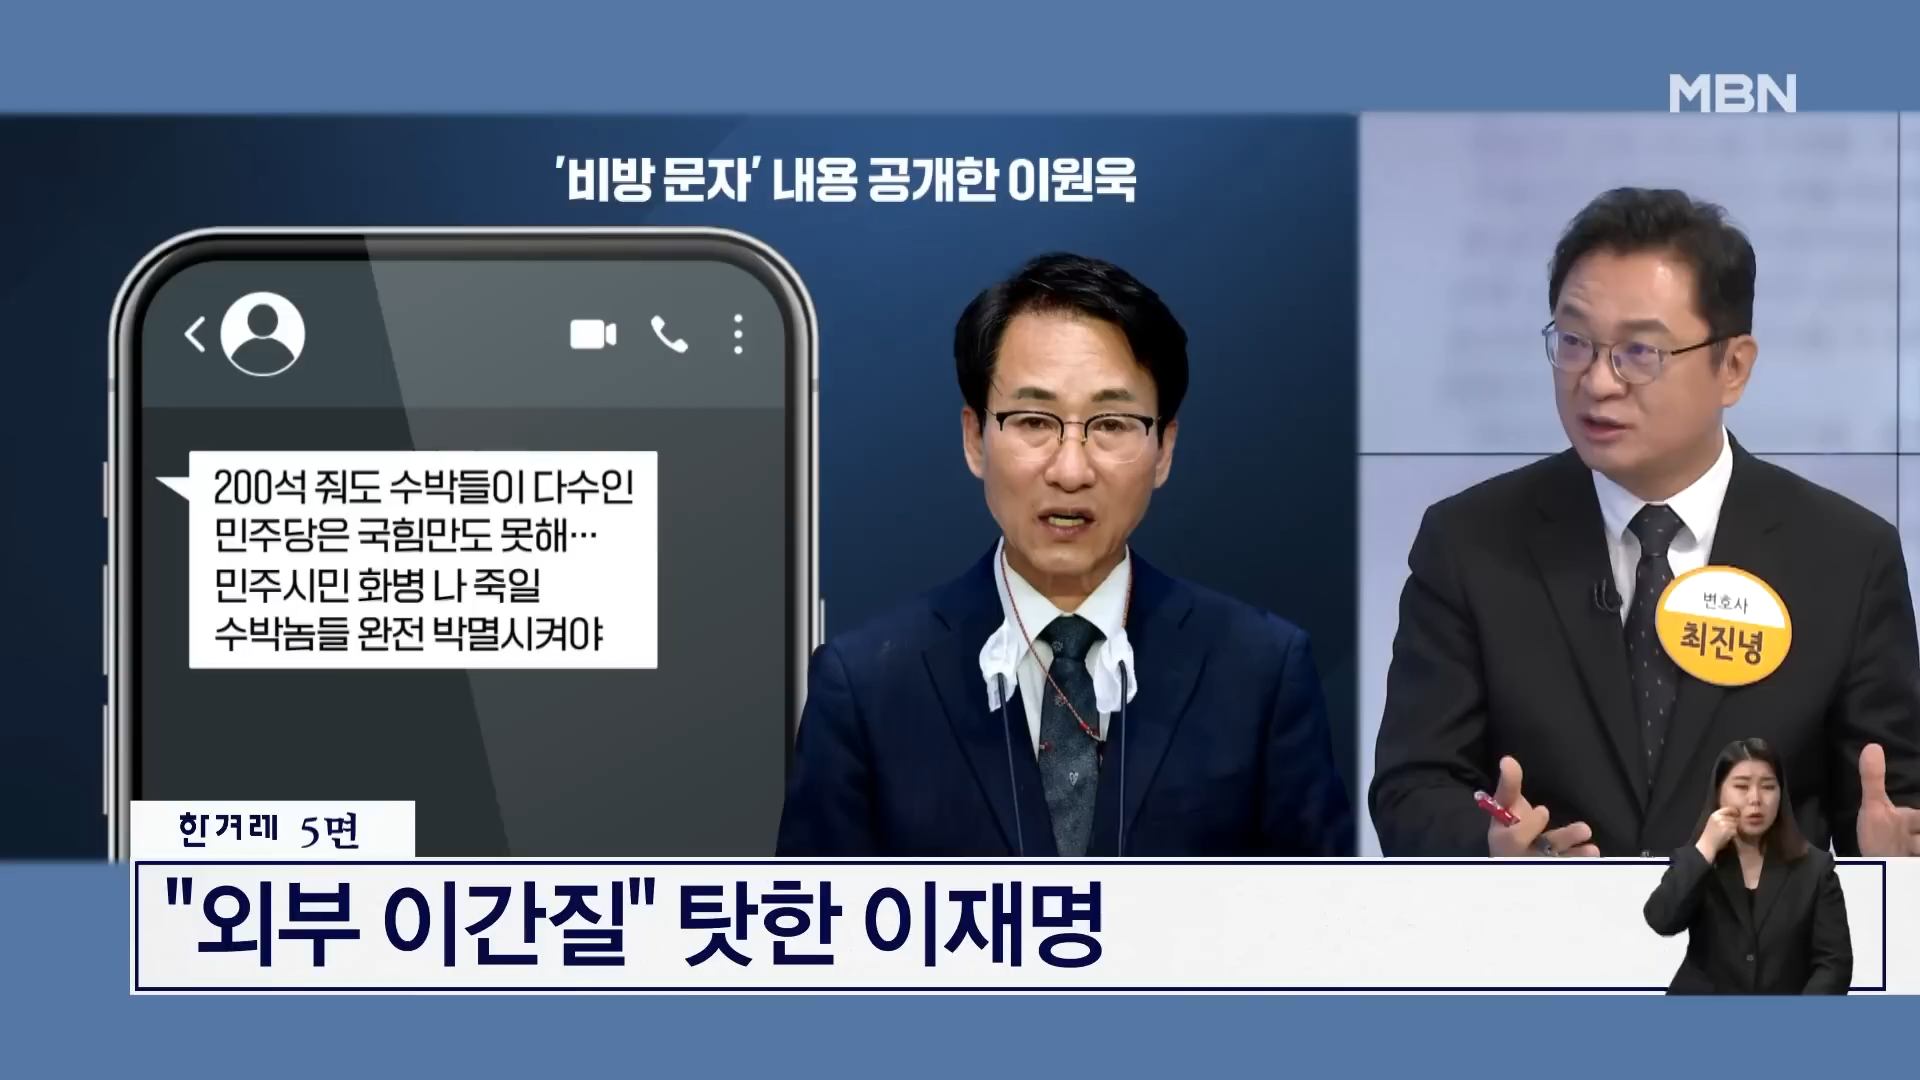 MBN
'비방 문자' 내용 공개한 이원욱
200석 줘도 수박들이 다수인
민주당은 국힘만도 못해…
민주시민 화병 나 죽일
수박놈들 완전 박멸시켜야
변호사
최진녕
한겨레 5면
"외부 이간질" 탓한 이재명